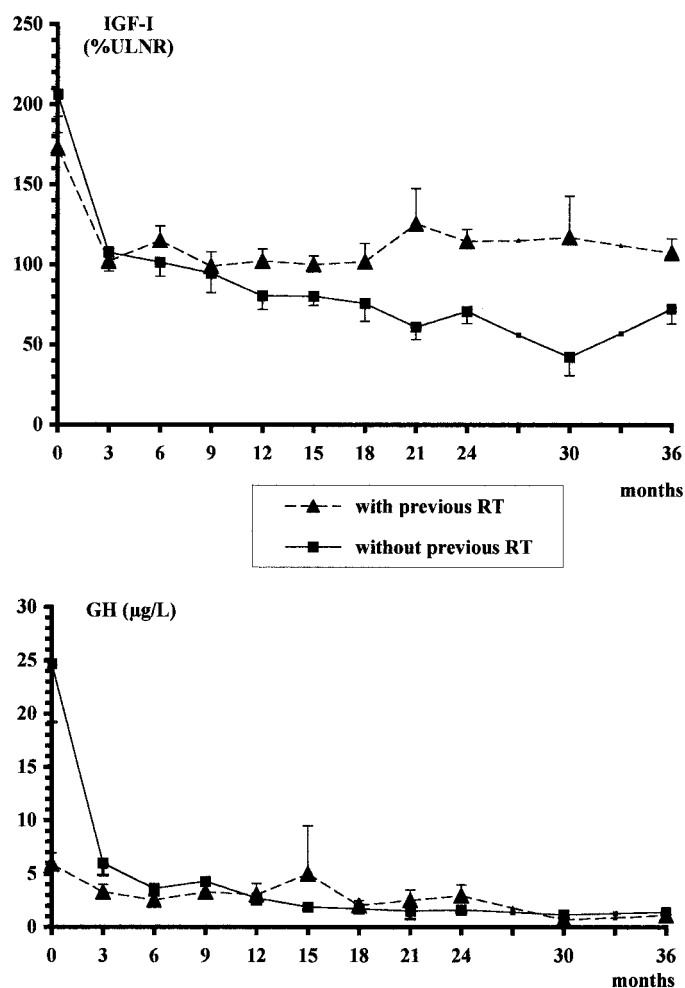 IGF-I
(%ULNR)
250
200
150
100
50
0
0 3 6 9 12 15 18 21 24 30 36
months
with previous RT
without previous RT
GH (µg/L)
30
25
20
15
10
5
0
0 3 6 9 12 15 18 21 24 30 36
months